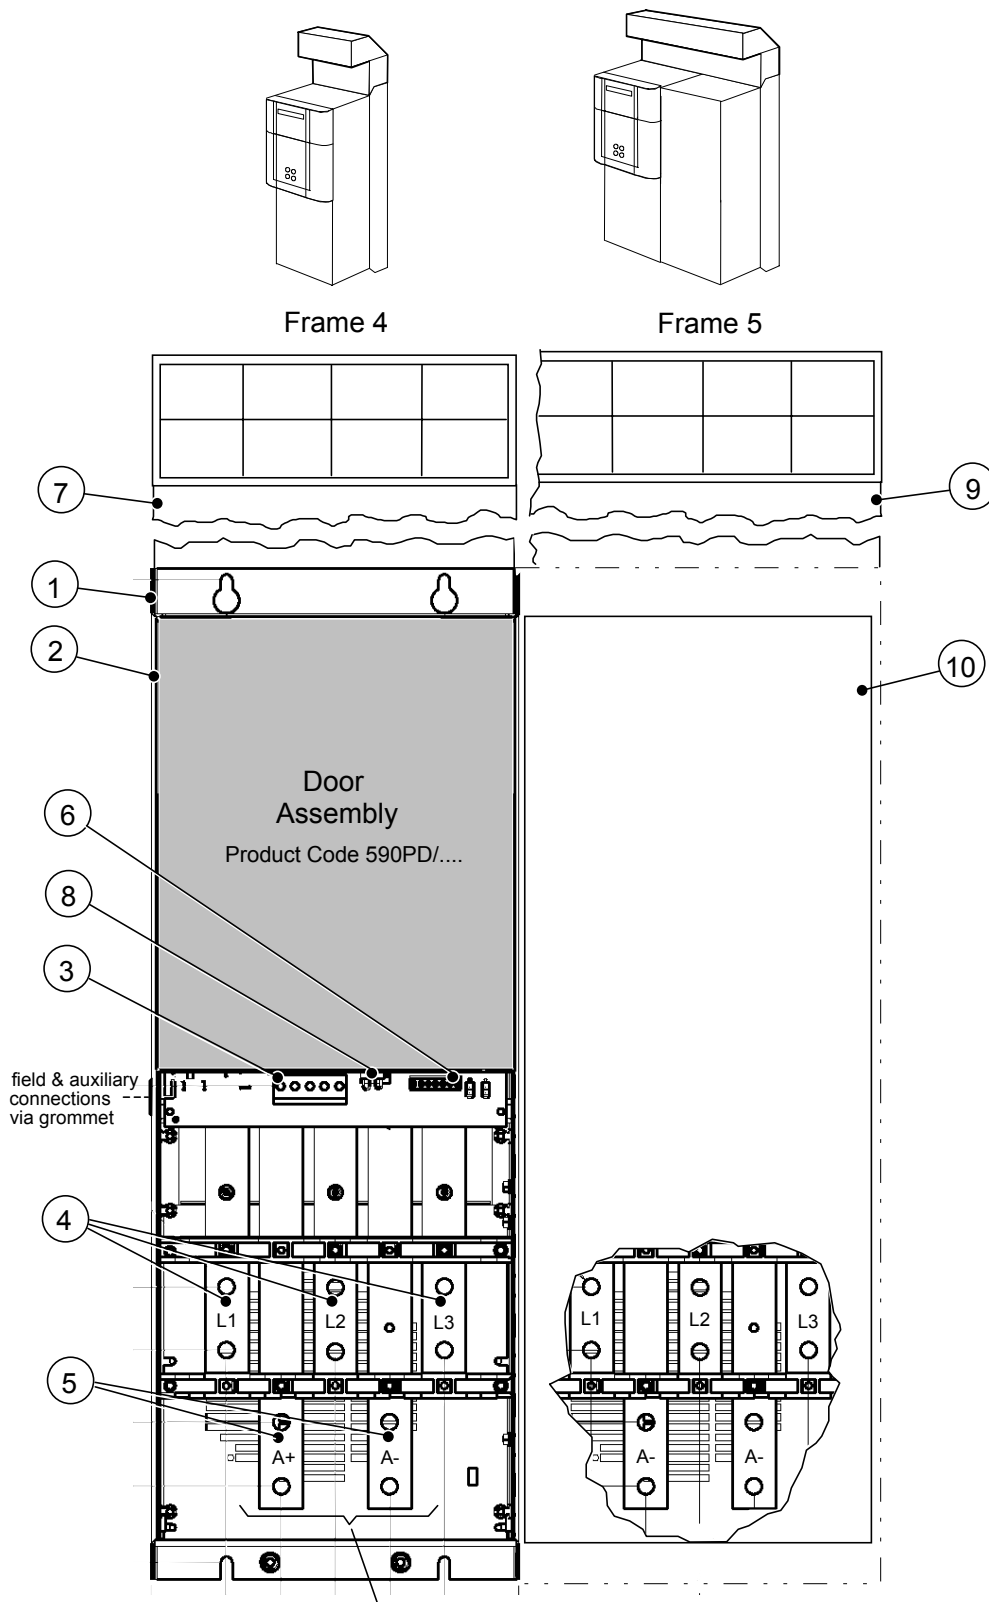 Frame 4
Frame 5
7
9
1
2
10
Door
Assembly
Product Code 590PD/....
6
8
3
field & auxiliary
connections
via grommet
4
L1
L2
L3
L1
L2
L3
5
A+
A-
A-
A-